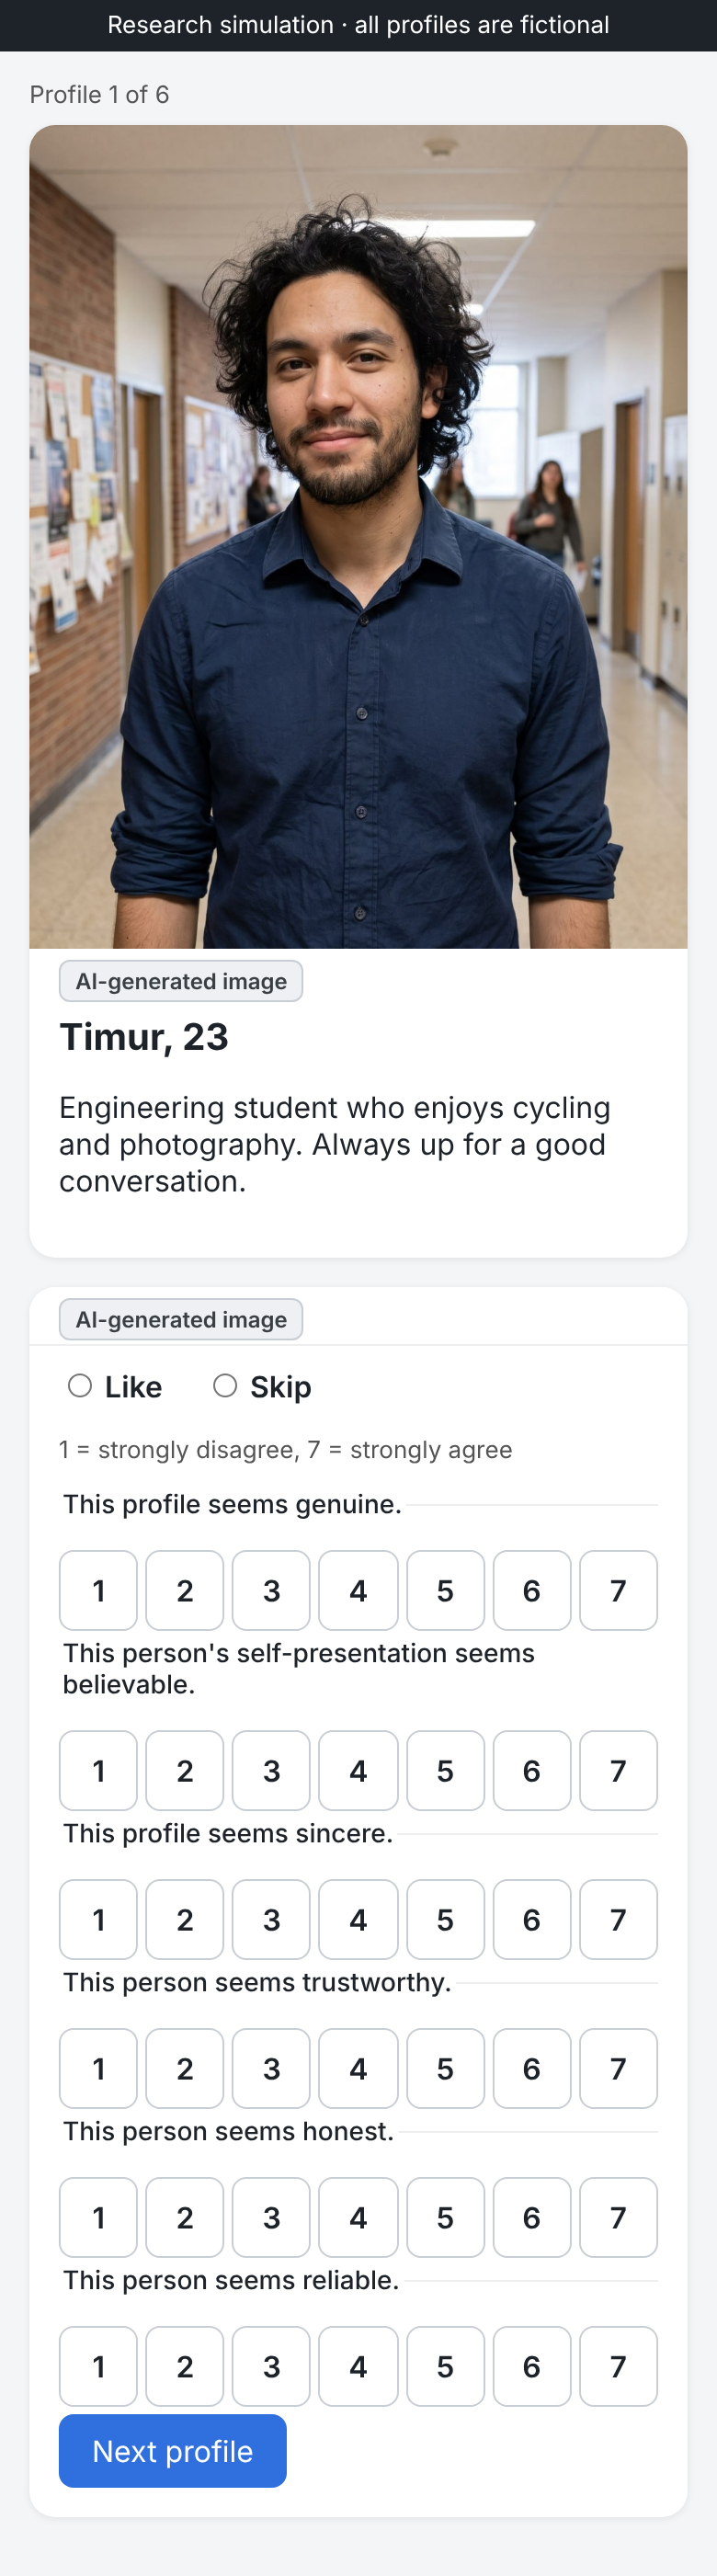 Research simulation · all profiles are fictional
Profile 1 of 6
AI-generated image
Timur, 23
Engineering student who enjoys cycling
and photography. Always up for a good
conversation.
AI-generated image
Like Skip
1 = strongly disagree, 7 = strongly agree
This profile seems genuine.
1 2 3 4 5 6 7
This person's self-presentation seems
believable.
1 2 3 4 5 6 7
This profile seems sincere.
1 2 3 4 5 6 7
This person seems trustworthy.
1 2 3 4 5 6 7
This person seems honest.
1 2 3 4 5 6 7
This person seems reliable.
1 2 3 4 5 6 7
Next profile